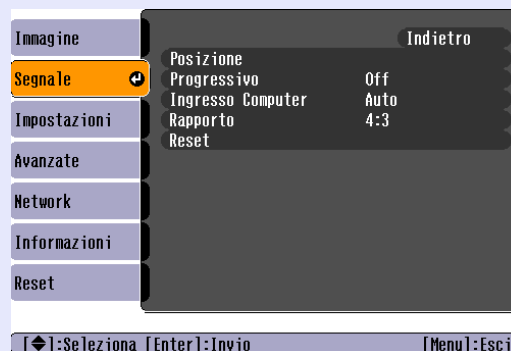 Immagine
Segnale
Impostazioni
Avanzate
Network
Informazioni
Reset
Indietro
Posizione
Progressivo Off
Ingresso Computer Auto
Rapporto 4:3
Reset
[◆]:Seleziona [Enter]:Invio [Menu]:Esci